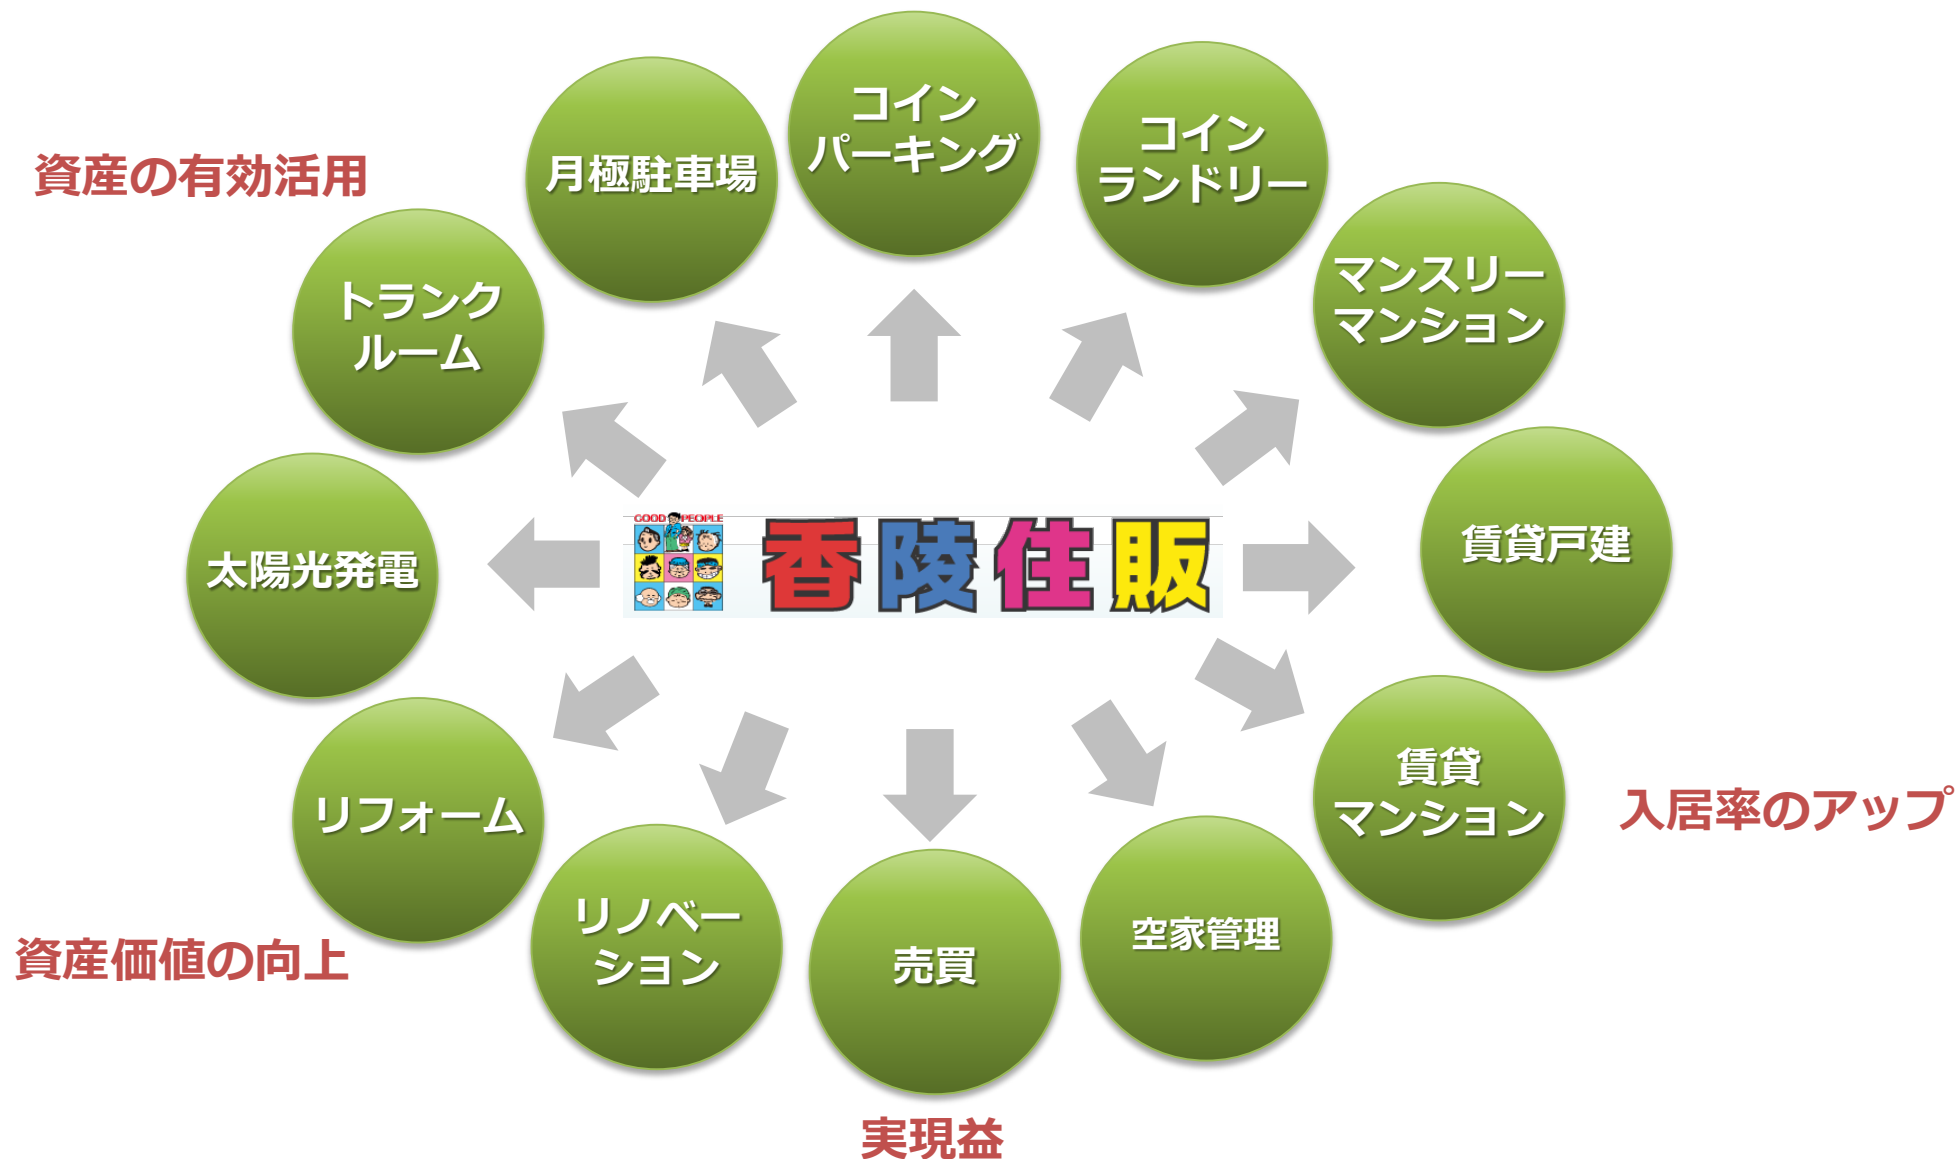 コイン
パーキング
コイン
ランドリー
月極駐車場
資産の有効活用
マンスリー
マンション
トランク
ルーム
GOOD PEOPLE
香陵住販
賃貸戸建
太陽光発電
賃貸
マンション
入居率のアップ
リフォーム
リノベー
ション
空家管理
売買
資産価値の向上
実現益